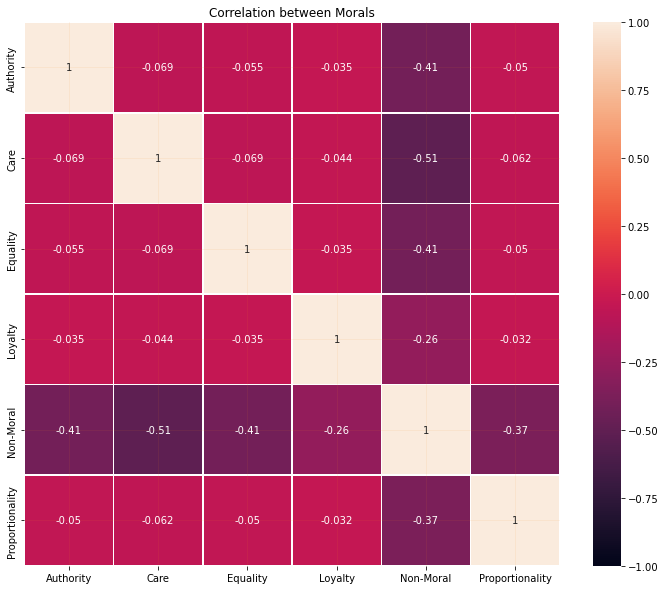 Correlation between Morals
Authority 1 -0.069 -0.055 -0.035 -0.41 -0.05
Care -0.069 1 -0.069 -0.044 -0.51 -0.062
Equality -0.055 -0.069 1 -0.035 -0.41 -0.05
Loyalty -0.035 -0.044 -0.035 1 -0.26 -0.032
Non-Moral -0.41 -0.51 -0.41 -0.26 1 -0.37
Proportionality -0.05 -0.062 -0.05 -0.032 -0.37 1
Authority Care Equality Loyalty Non-Moral Proportionality
1.00
0.75
0.50
0.25
0.00
−0.25
−0.50
−0.75
−1.00